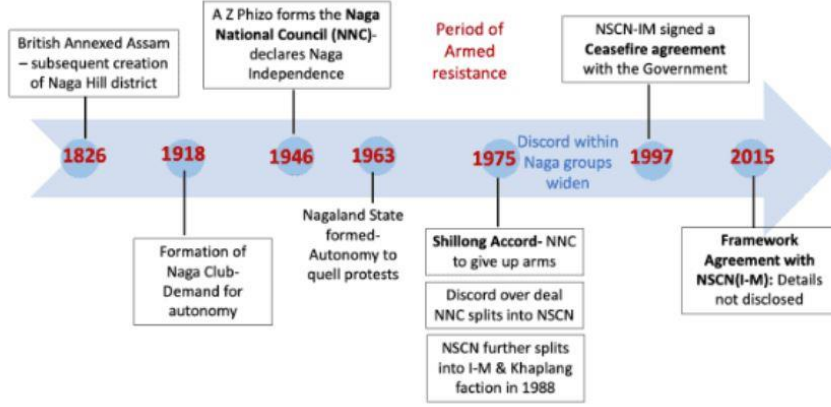 British Annexed Assam
– subsequent creation
of Naga Hill district
A Z Phizo forms the Naga
National Council (NNC)-
declares Naga
Independence
Period of
Armed
resistance
NSCN-IM signed a
Ceasefire agreement
with the Government
1826
1918
1946
1963
1975
Discord within
Naga groups
widen
1997
2015
Formation of
Naga Club-
Demand for
autonomy
Nagaland State
formed-
Autonomy to
quell protests
Shillong Accord- NNC
to give up arms
Discord over deal
NNC splits into NSCN
NSCN further splits
into I-M & Khaplang
faction in 1988
Framework
Agreement with
NSCN(I-M): Details
not disclosed